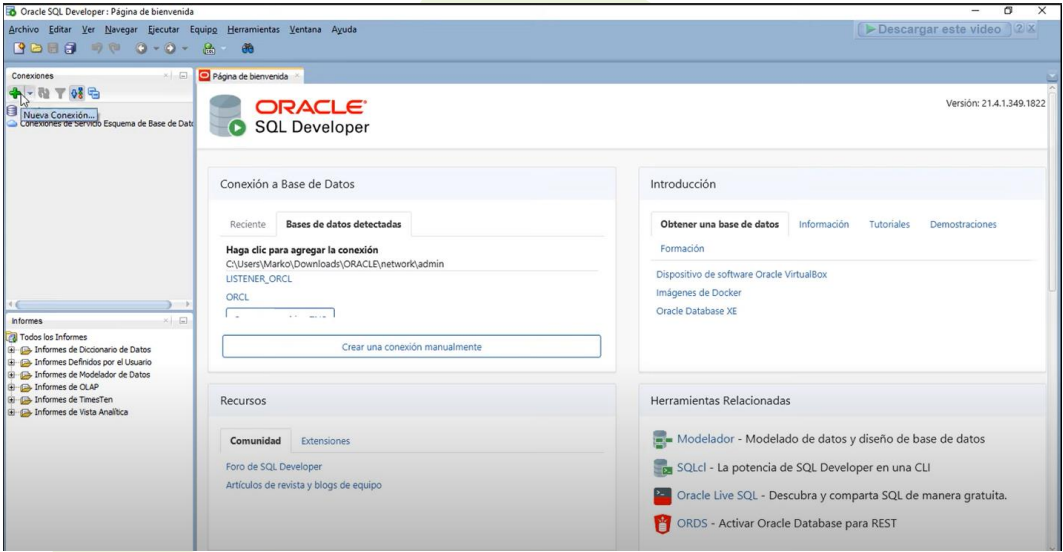 Oracle SQL Developer : Página de bienvenida
Archivo Editar Ver Navegar Ejecutar Equipo Herramientas Ventana Ayuda
Descargar este video
Conexiones
Página de bienvenida
Nueva Conexión...
Conexiones de Servicio Esquema de Base de Dato
ORACLE
SQL Developer
Versión: 21.4.1.349.1822
Conexión a Base de Datos
Reciente Bases de datos detectadas
Haga clic para agregar la conexión
C:\Users\Marko\Downloads\ORACLE\network\admin
LISTENER_ORCL
ORCL
Crear una conexión manualmente
Introducción
Obtener una base de datos Información Tutoriales Demostraciones
Formación
Dispositivo de software Oracle VirtualBox
Imágenes de Docker
Oracle Database XE
Informes
Todos los Informes
Informes de Diccionario de Datos
Informes Definidos por el Usuario
Informes de Modelador de Datos
Informes de OLAP
Informes de TimesTen
Informes de Vista Analítica
Recursos
Comunidad Extensiones
Foro de SQL Developer
Artículos de revista y blogs de equipo
Herramientas Relacionadas
Modelador - Modelado de datos y diseño de base de datos
SQLcl - La potencia de SQL Developer en una CLI
Oracle Live SQL - Descubra y comparta SQL de manera gratuita.
ORDS - Activar Oracle Database para REST